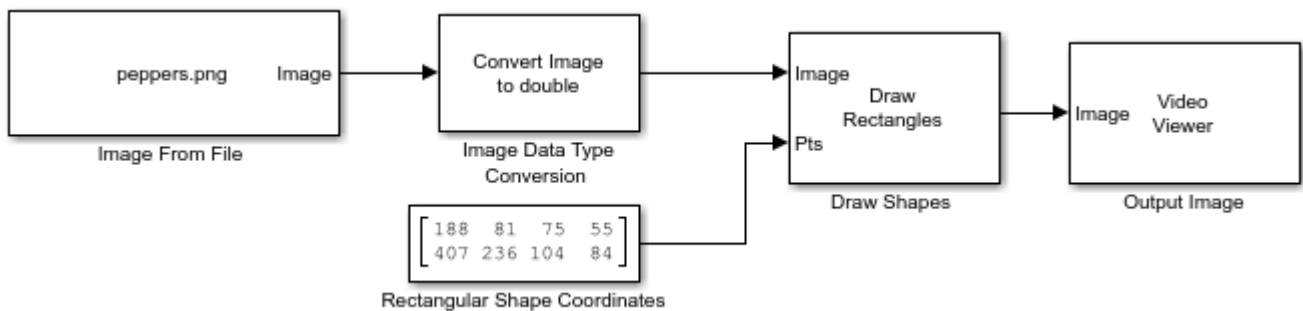 peppers.png
Image
Image From File
Convert Image
to double
Image Data Type
Conversion
188 81 75 55
407 236 104 84
Rectangular Shape Coordinates
Image
Pts
Draw
Rectangles
Draw Shapes
Image
Video
Viewer
Output Image